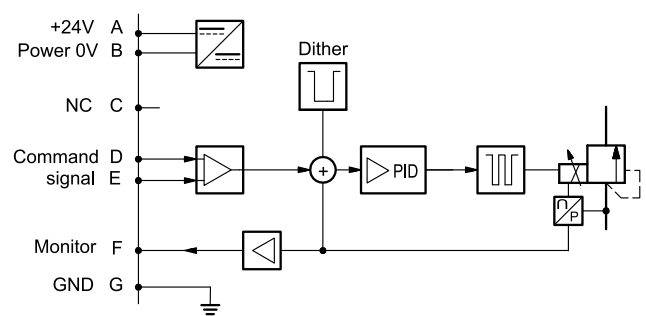 +24V A
Power 0V B
Dither
NC C
Command D
signal E
+
PID
P
Monitor F
GND G